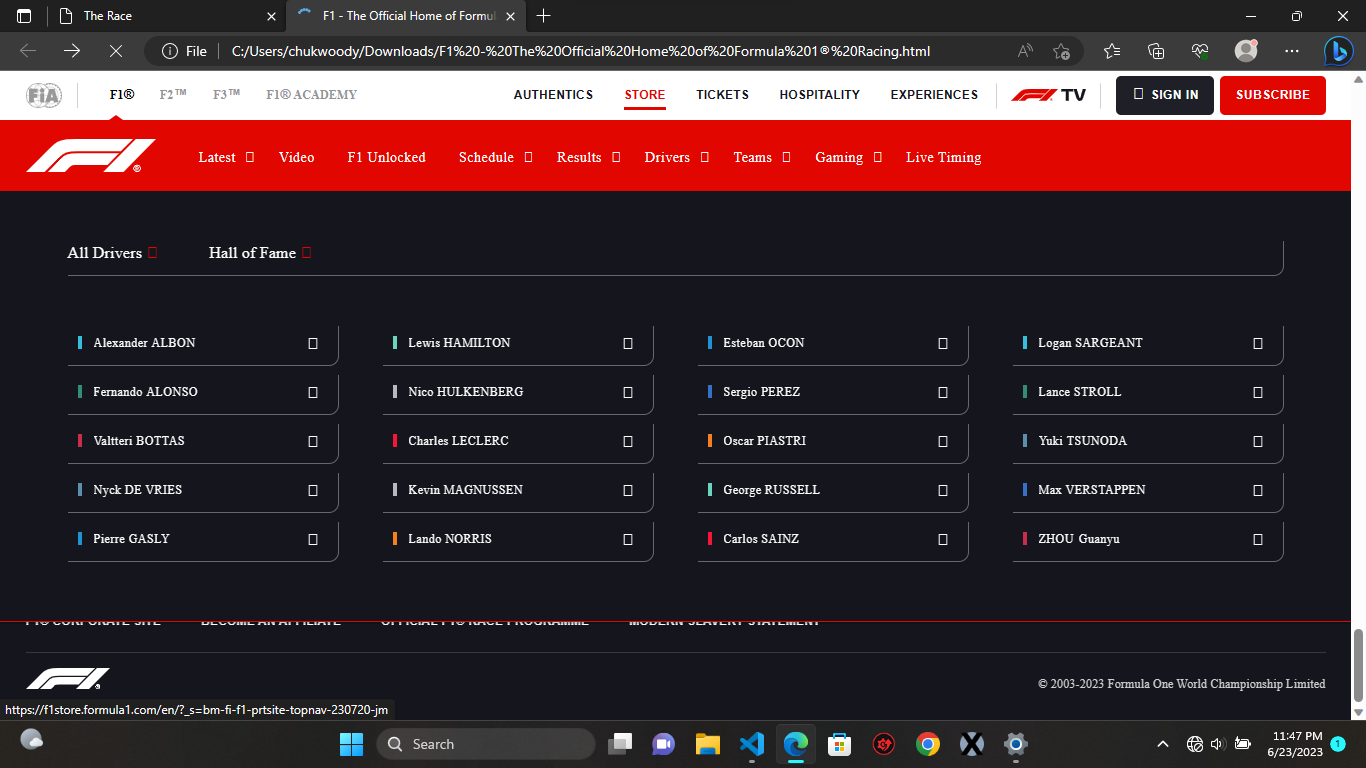 The Race
F1 - The Official Home of Formul
File
C:/Users/chukwoody/Downloads/F1%20-%20The%20Official%20Home%20of%20Formula%201®%20Racing.html
FIA
F1® F2™ F3™ F1® ACADEMY
AUTHENTICS STORE TICKETS HOSPITALITY EXPERIENCES
F1 TV
SIGN IN
SUBSCRIBE
F1®
Latest Video F1 Unlocked Schedule Results Drivers Teams Gaming Live Timing
All Drivers Hall of Fame
Alexander ALBON Lewis HAMILTON Esteban OCON Logan SARGEANT
Fernando ALONSO Nico HULKENBERG Sergio PEREZ Lance STROLL
Valtteri BOTTAS Charles LECLERC Oscar PIASTRI Yuki TSUNODA
Nyck DE VRIES Kevin MAGNUSSEN George RUSSELL Max VERSTAPPEN
Pierre GASLY Lando NORRIS Carlos SAINZ ZHOU Guanyu
F1® CORPORATE SITE BECOME AN AFFILIATE OFFICIAL F1® RACE PROGRAMME MODERN SLAVERY STATEMENT
F1®
© 2003-2023 Formula One World Championship Limited
https://f1store.formula1.com/en/?_s=bm-fi-f1-prtsite-topnav-230720-jm
Search
11:47 PM
6/23/2023
1